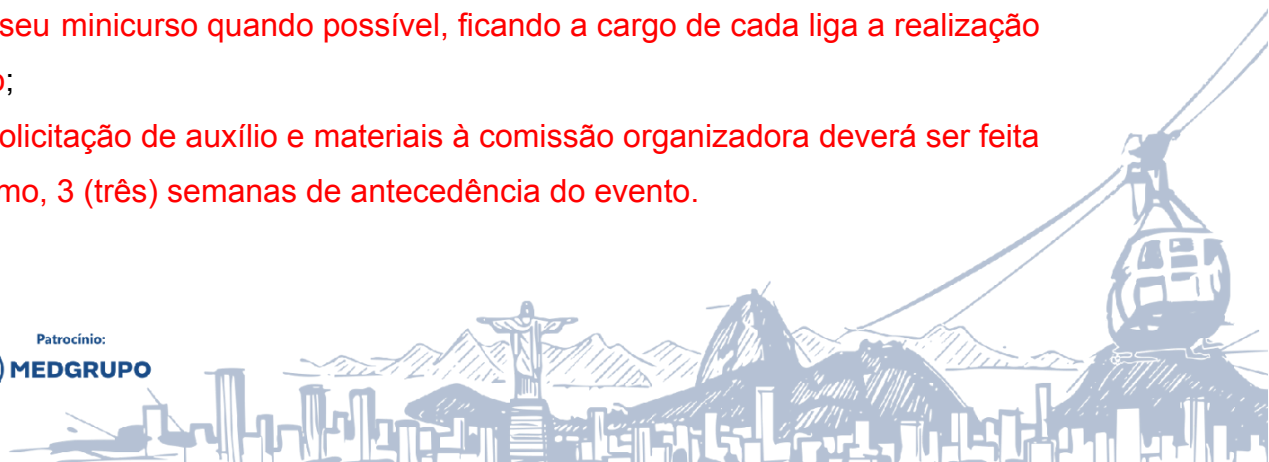 seu minicurso quando possível, ficando a cargo de cada liga a realização
;
olicitação de auxílio e materiais à comissão organizadora deverá ser feita
mo, 3 (três) semanas de antecedência do evento.
Patrocínio:
MEDGRUPO